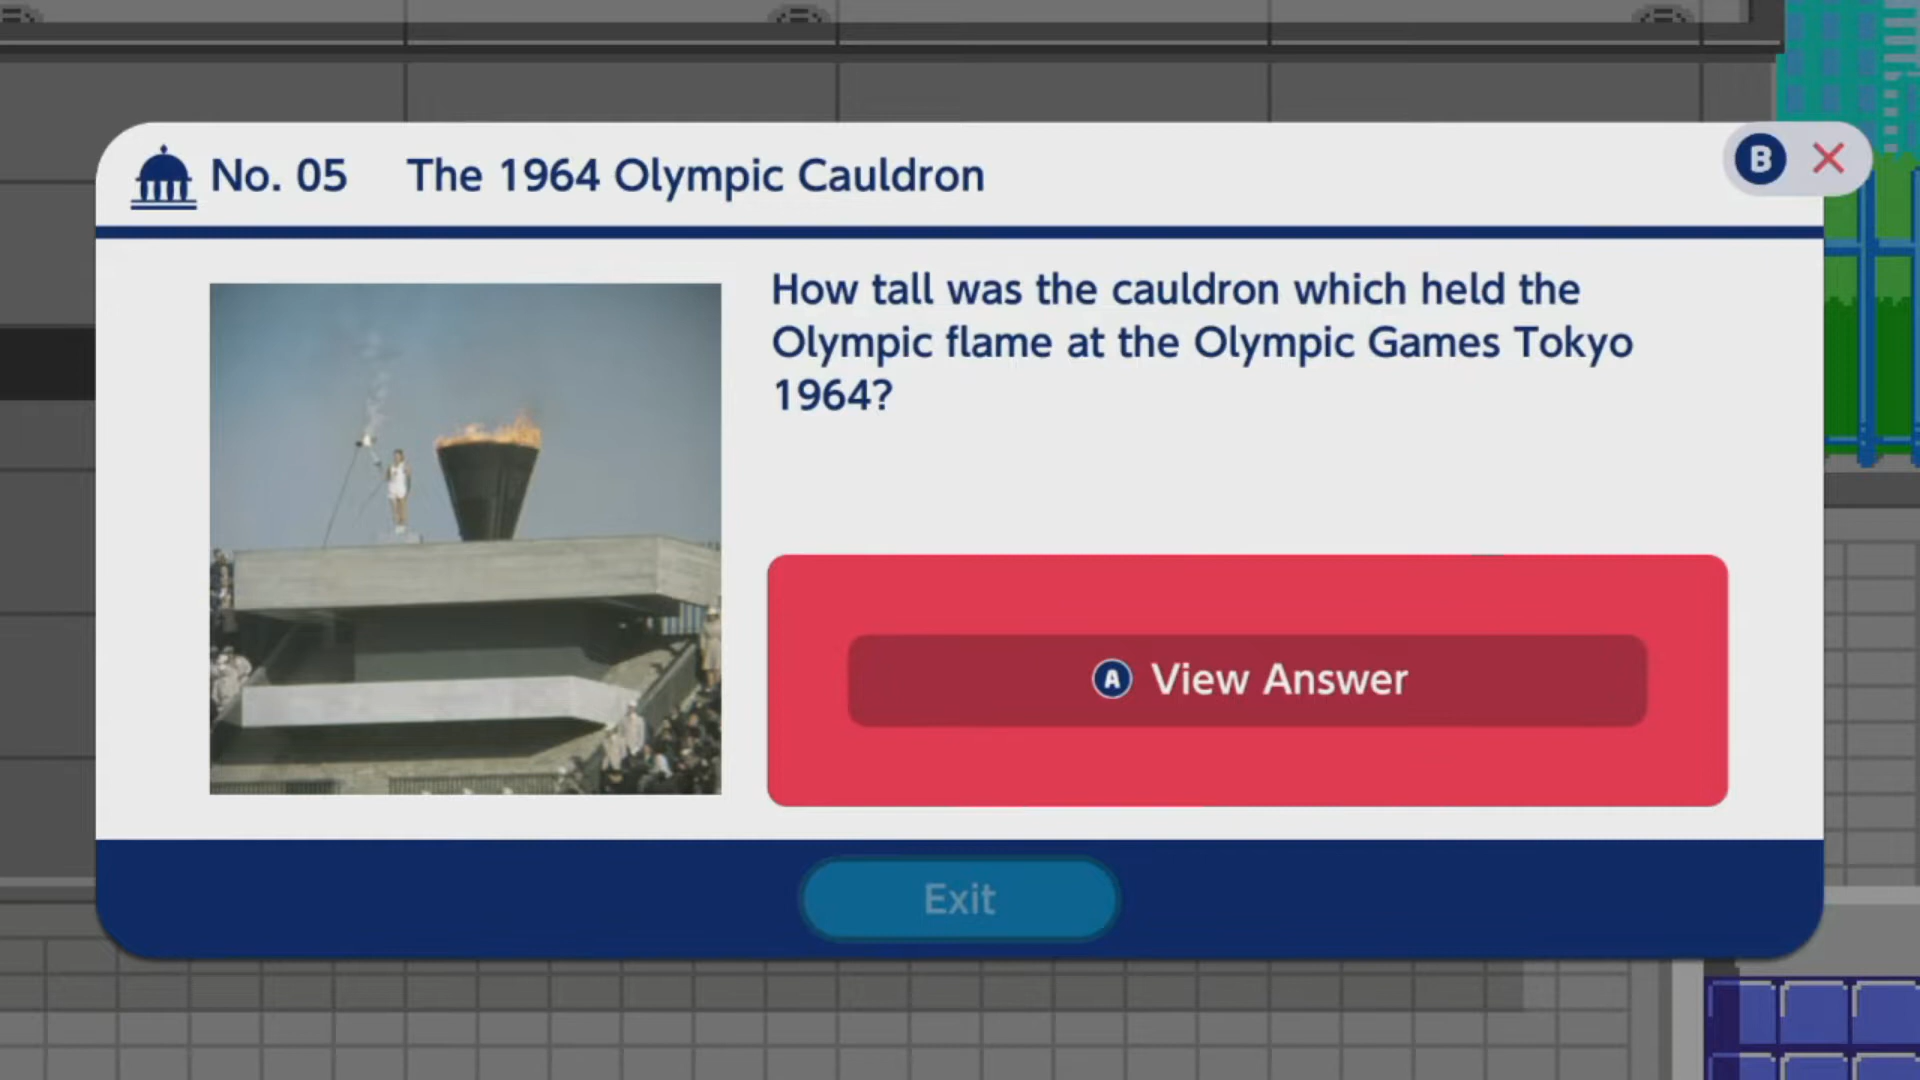 No. 05 The 1964 Olympic Cauldron
B
How tall was the cauldron which held the
Olympic flame at the Olympic Games Tokyo
1964?
A View Answer
Exit